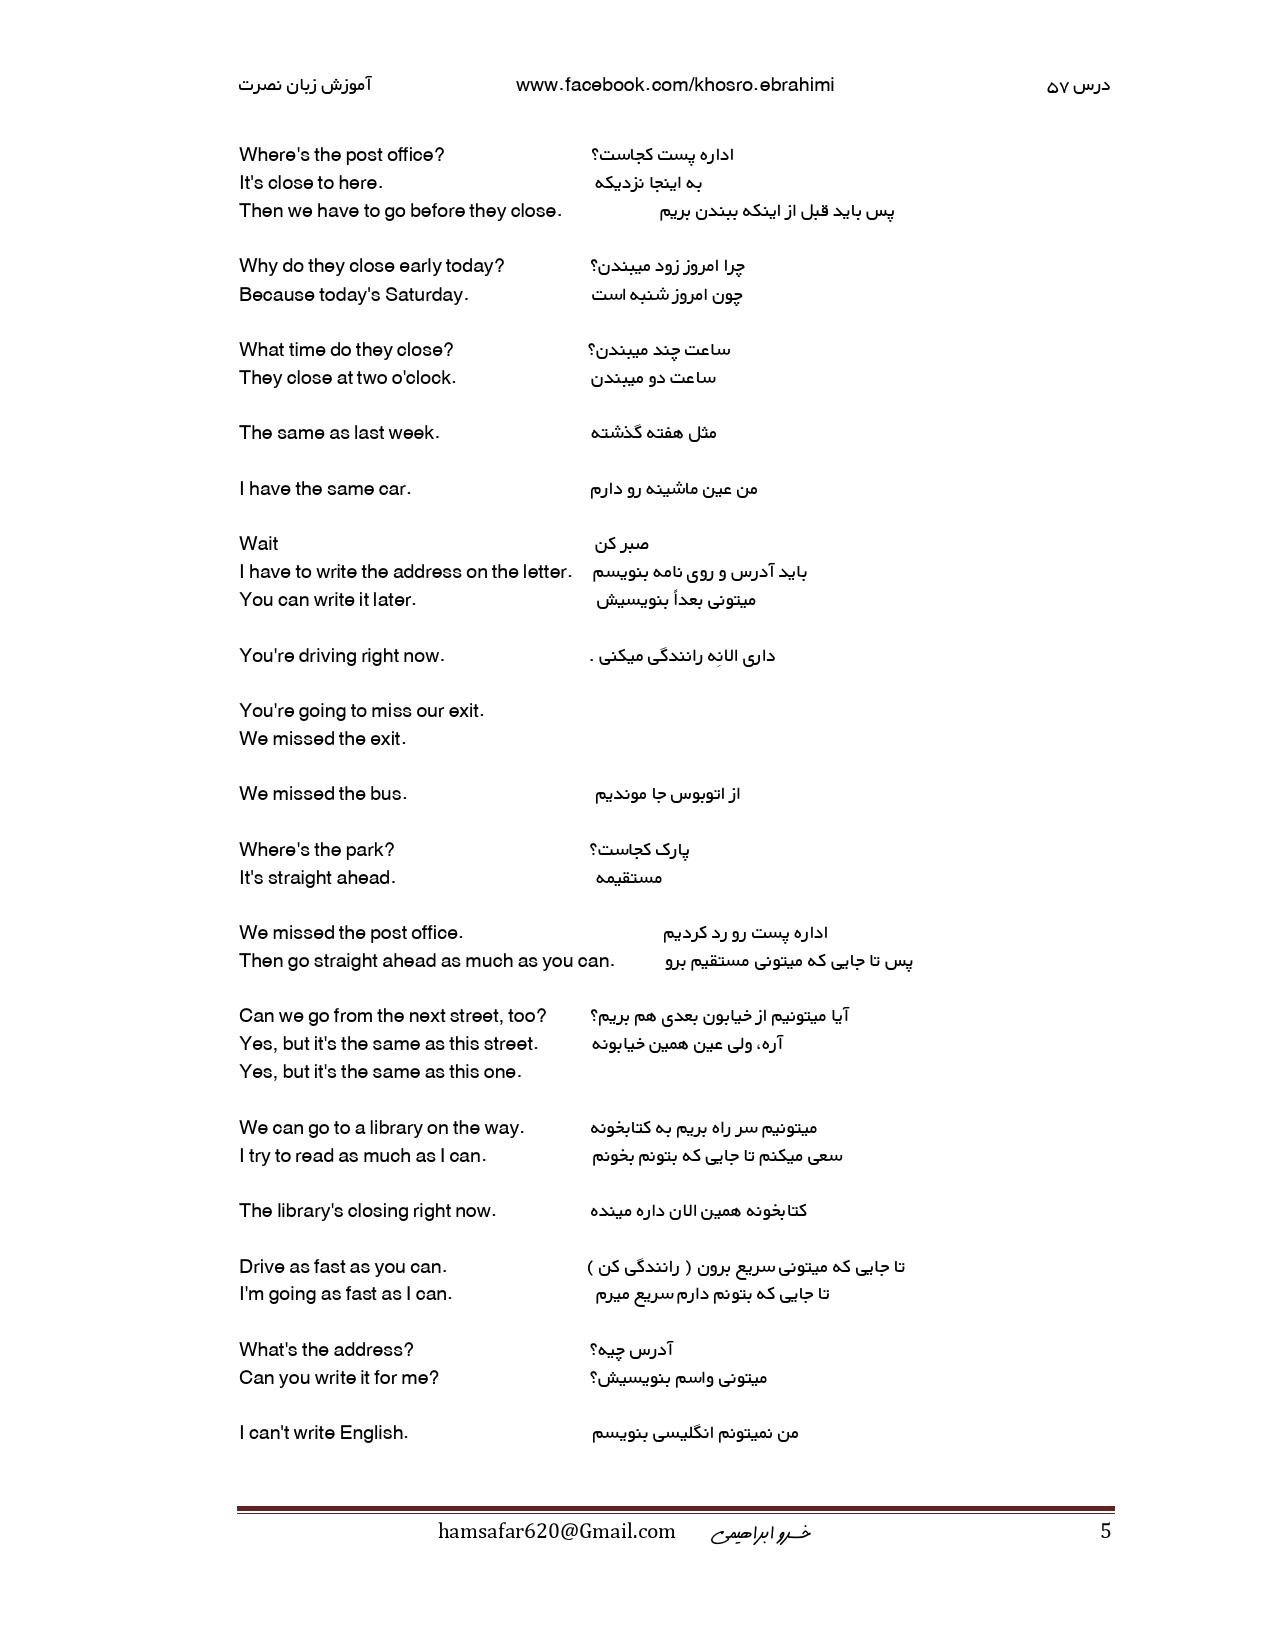 آموزش زبان نصرت www.facebook.com/khosro.ebrahimi درس ۵۷
Where's the post office? اداره پست کجاست؟
It's close to here. به اینجا نزدیکه
Then we have to go before they close. پس باید قبل از اینکه ببندن بریم
Why do they close early today? چرا امروز زود میبندن؟
Because today's Saturday. چون امروز شنبه است
What time do they close? ساعت چند میبندن؟
They close at two o'clock. ساعت دو میبندن
The same as last week. مثل هفته گذشته
I have the same car. من عین ماشینه رو دارم
Wait صبر کن
I have to write the address on the letter. باید آدرس و روی نامه بنویسم
You can write it later. میتونی بعداً بنویسیش
You're driving right now. داری الانِه رانندگی میکنی .
You're going to miss our exit.
We missed the exit.
We missed the bus. از اتوبوس جا موندیم
Where's the park? پارک کجاست؟
It's straight ahead. مستقیمه
We missed the post office. اداره پست رو رد کردیم
Then go straight ahead as much as you can. پس تا جایی که میتونی مستقیم برو
Can we go from the next street, too? آیا میتونیم از خیابون بعدی هم بریم؟
Yes, but it's the same as this street. آره، ولی عین همین خیابونه
Yes, but it's the same as this one.
We can go to a library on the way. میتونیم سر راه بریم به کتابخونه
I try to read as much as I can. سعی میکنم تا جایی که بتونم بخونم
The library's closing right now. کتابخونه همین الان داره مینده
Drive as fast as you can. تا جایی که میتونی سریع برون ( رانندگی کن )
I'm going as fast as I can. تا جایی که بتونم دارم سریع میرم
What's the address? آدرس چیه؟
Can you write it for me? میتونی واسم بنویسیش؟
I can't write English. من نمیتونم انگلیسی بنویسم
hamsafar620@Gmail.com خسرو ابراهیمی 5